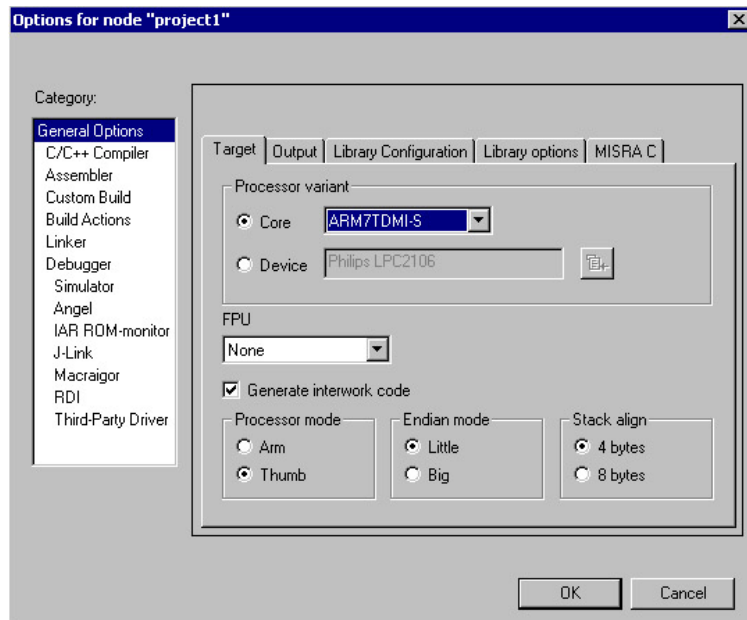 Options for node "project1"
Category:
General Options
C/C++ Compiler
Assembler
Custom Build
Build Actions
Linker
Debugger
Simulator
Angel
IAR ROM-monitor
J-Link
Macraigor
RDI
Third-Party Driver
Target Output Library Configuration Library options MISRA C
Processor variant
Core ARM7TDMI-S
Device Philips LPC2106
FPU
None
Generate interwork code
Processor mode
Arm
Thumb
Endian mode
Little
Big
Stack align
4 bytes
8 bytes
OK Cancel